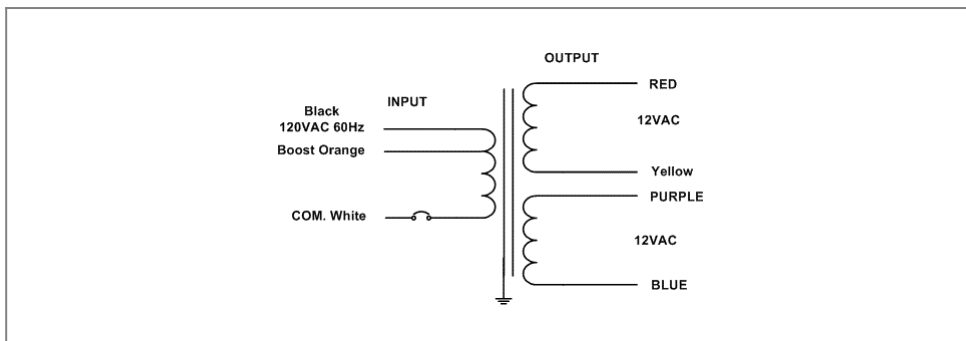 OUTPUT
RED
INPUT
Black
120VAC 60Hz
12VAC
Boost Orange
Yellow
PURPLE
COM. White
12VAC
BLUE